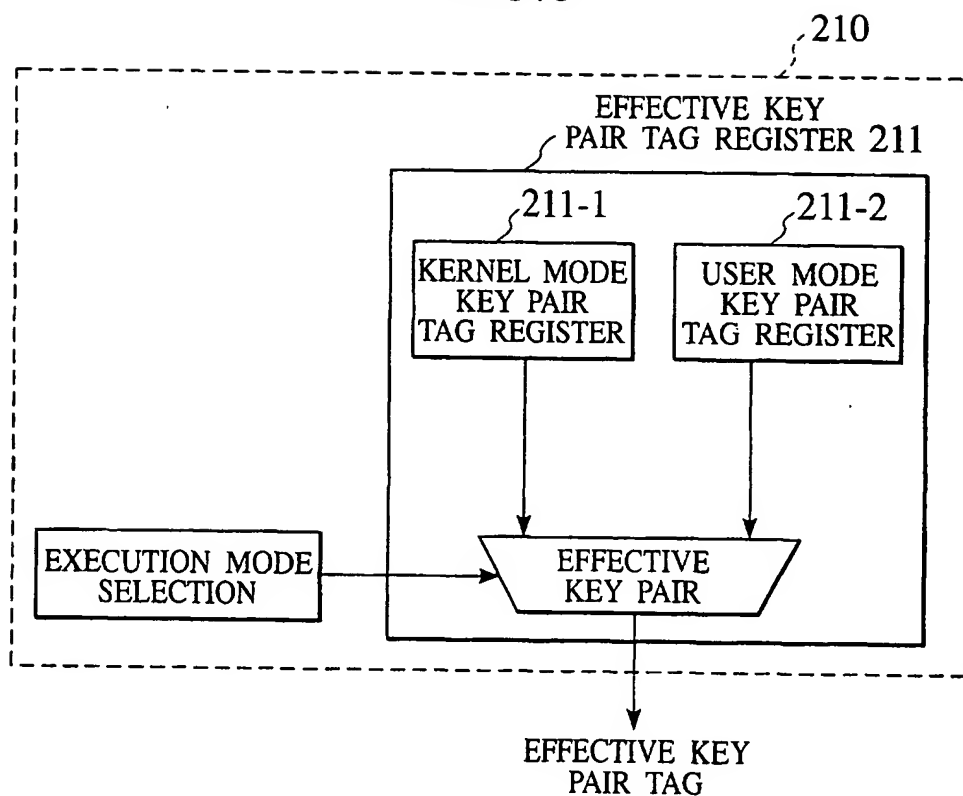 210
EFFECTIVE KEY
PAIR TAG REGISTER 211
211-1
211-2
KERNEL MODE
KEY PAIR
TAG REGISTER
USER MODE
KEY PAIR
TAG REGISTER
EXECUTION MODE
SELECTION
EFFECTIVE
KEY PAIR
EFFECTIVE KEY
PAIR TAG